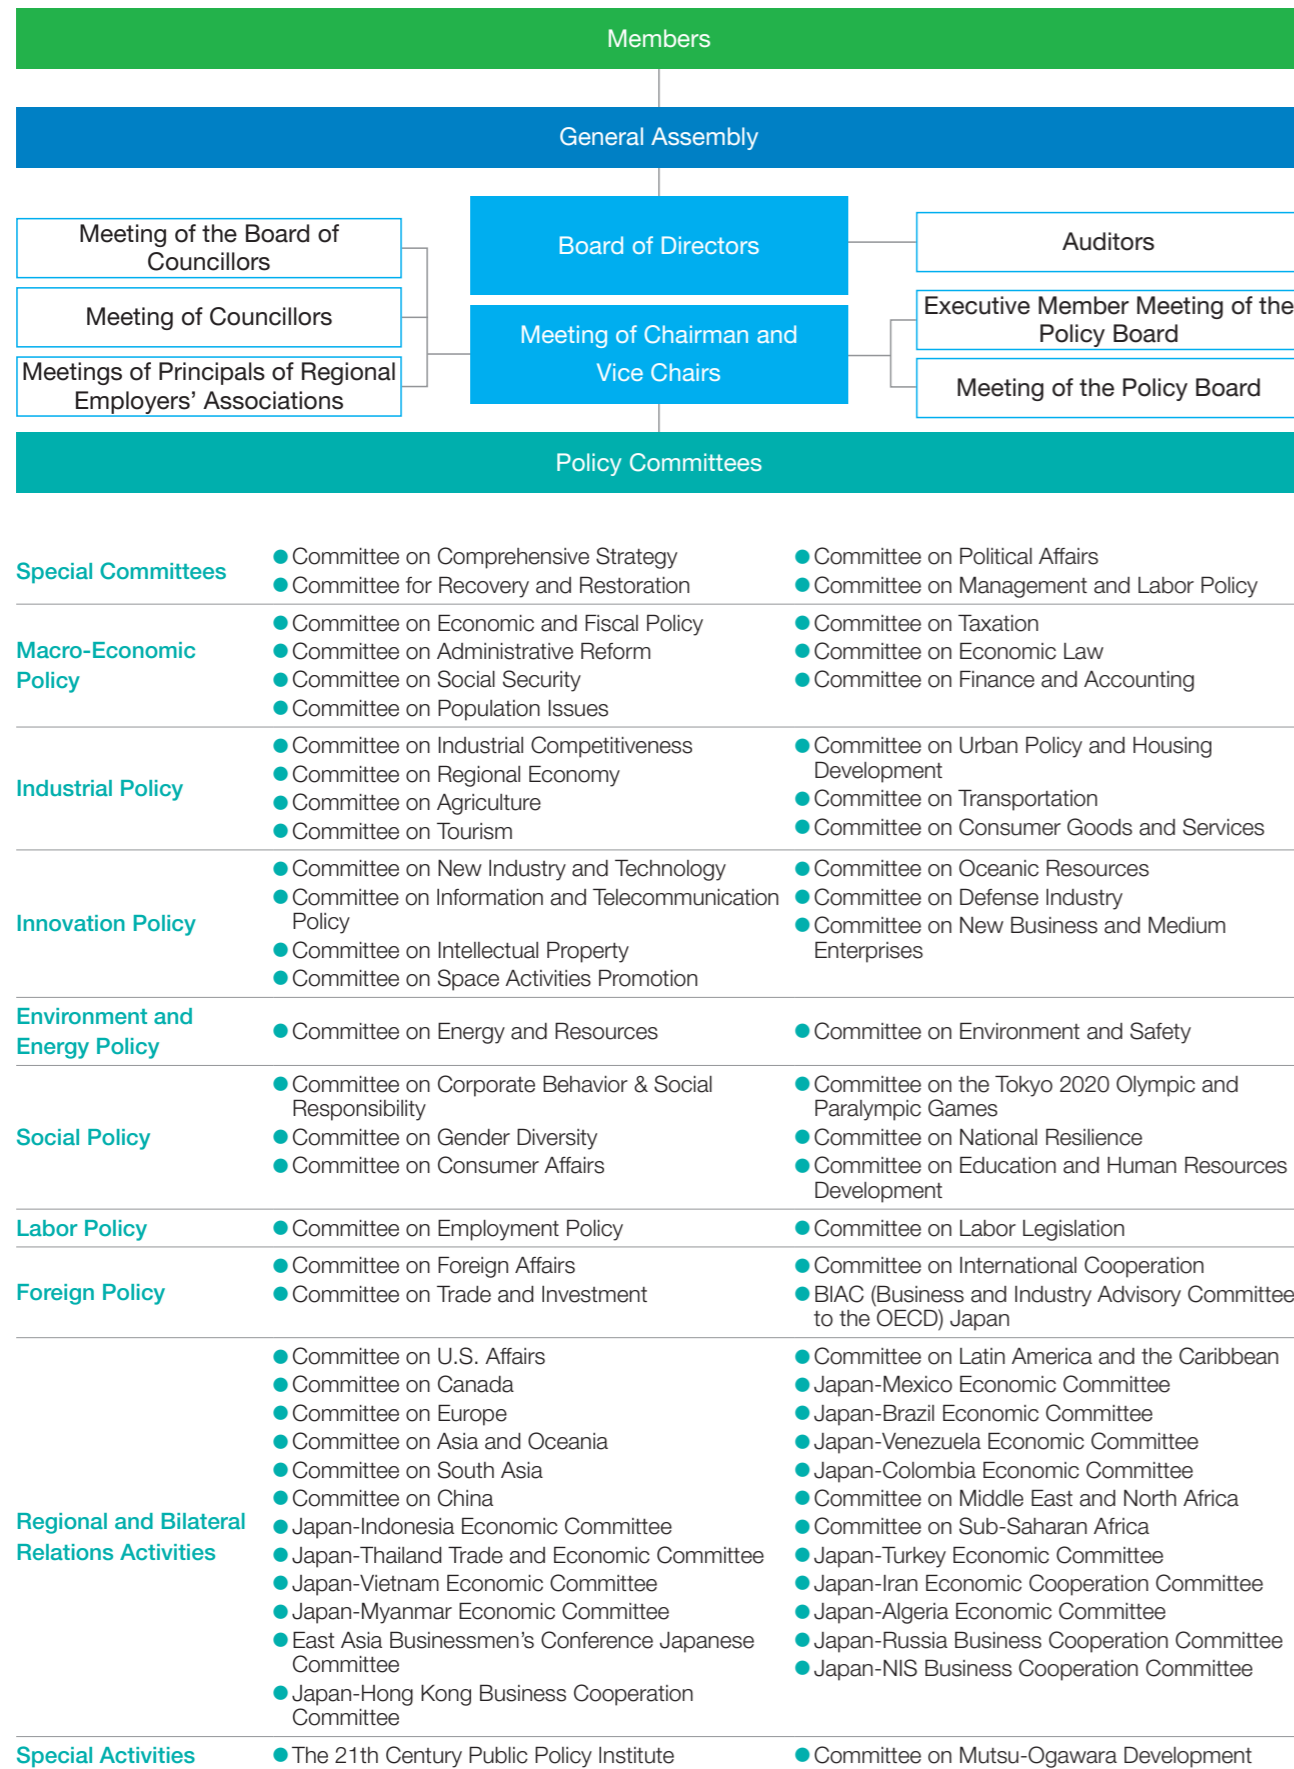 Members
General Assembly
Meeting of the Board of
Councillors
Meeting of Councillors
Meetings of Principals of Regional
Employers’ Associations
Board of Directors
Meeting of Chairman and
Vice Chairs
Auditors
Executive Member Meeting of the
Policy Board
Meeting of the Policy Board
Policy Committees
Special Committees
● Committee on Comprehensive Strategy
● Committee for Recovery and Restoration
● Committee on Political Affairs
● Committee on Management and Labor Policy
Macro-Economic
Policy
● Committee on Economic and Fiscal Policy
● Committee on Administrative Reform
● Committee on Social Security
● Committee on Population Issues
● Committee on Taxation
● Committee on Economic Law
● Committee on Finance and Accounting
Industrial Policy
● Committee on Industrial Competitiveness
● Committee on Regional Economy
● Committee on Agriculture
● Committee on Tourism
● Committee on Urban Policy and Housing
Development
● Committee on Transportation
● Committee on Consumer Goods and Services
Innovation Policy
● Committee on New Industry and Technology
● Committee on Information and Telecommunication
Policy
● Committee on Intellectual Property
● Committee on Space Activities Promotion
● Committee on Oceanic Resources
● Committee on Defense Industry
● Committee on New Business and Medium
Enterprises
Environment and
Energy Policy
● Committee on Energy and Resources
● Committee on Environment and Safety
Social Policy
● Committee on Corporate Behavior & Social
Responsibility
● Committee on Gender Diversity
● Committee on Consumer Affairs
● Committee on the Tokyo 2020 Olympic and
Paralympic Games
● Committee on National Resilience
● Committee on Education and Human Resources
Development
Labor Policy
● Committee on Employment Policy
● Committee on Labor Legislation
Foreign Policy
● Committee on Foreign Affairs
● Committee on Trade and Investment
● Committee on International Cooperation
● BIAC (Business and Industry Advisory Committee
to the OECD) Japan
Regional and Bilateral
Relations Activities
● Committee on U.S. Affairs
● Committee on Canada
● Committee on Europe
● Committee on Asia and Oceania
● Committee on South Asia
● Committee on China
● Japan-Indonesia Economic Committee
● Japan-Thailand Trade and Economic Committee
● Japan-Vietnam Economic Committee
● Japan-Myanmar Economic Committee
● East Asia Businessmen’s Conference Japanese
Committee
● Japan-Hong Kong Business Cooperation
Committee
● Committee on Latin America and the Caribbean
● Japan-Mexico Economic Committee
● Japan-Brazil Economic Committee
● Japan-Venezuela Economic Committee
● Japan-Colombia Economic Committee
● Committee on Middle East and North Africa
● Committee on Sub-Saharan Africa
● Japan-Turkey Economic Committee
● Japan-Iran Economic Cooperation Committee
● Japan-Algeria Economic Committee
● Japan-Russia Business Cooperation Committee
● Japan-NIS Business Cooperation Committee
Special Activities
● The 21th Century Public Policy Institute
● Committee on Mutsu-Ogawara Development